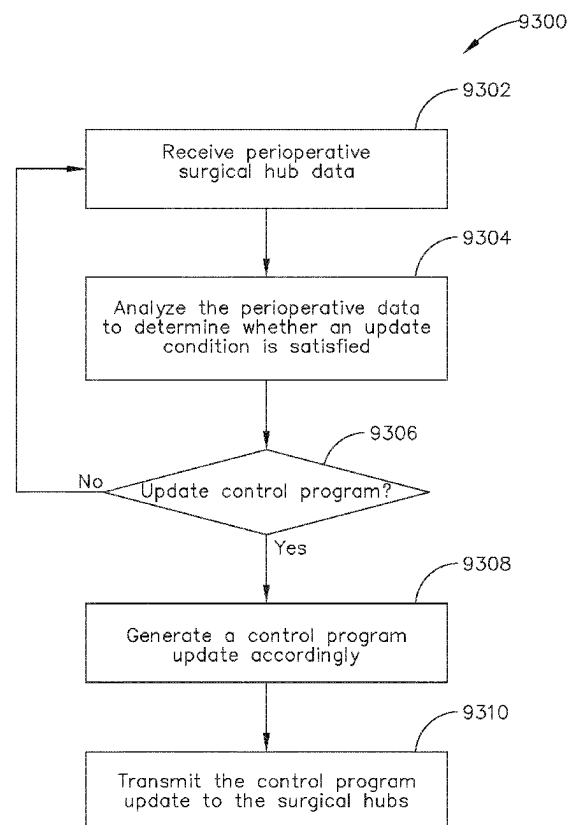 9300
9302
Receive perioperative
surgical hub data
9304
Analyze the perioperative data
to determine whether an update
condition is satisfied
9306
No
Update control program?
Yes
9308
Generate a control program
update accordingly
9310
Transmit the control program
update to the surgical hubs